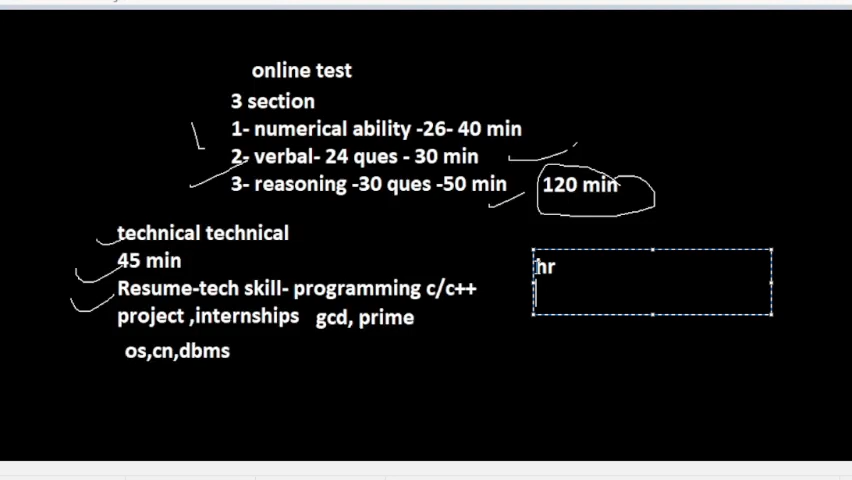 online test
3 section
1- numerical ability -26- 40 min
2- verbal- 24 ques - 30 min
3- reasoning -30 ques -50 min
120 min
technical technical
45 min
Resume-tech skill- programming c/c++
project ,internships gcd, prime
os,cn,dbms
hr